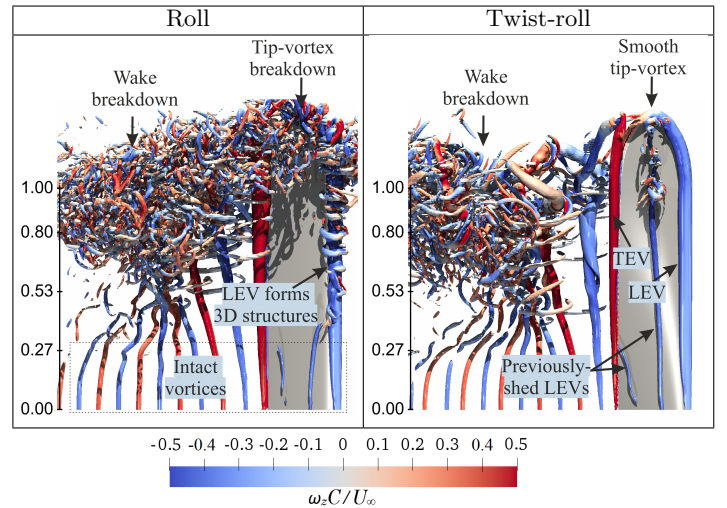 Roll
Twist-roll
Wake
breakdown
Tip-vortex
breakdown
1.00
0.80
0.53
0.27
0.00
LEV forms
3D structures
Intact
vortices
Wake
breakdown
Smooth
tip-vortex
1.00
0.80
0.53
0.27
0.00
TEV
LEV
Previously-
shed LEVs
-0.5 -0.4 -0.3 -0.2 -0.1 0 0.1 0.2 0.3 0.4 0.5
ω_z C/U_∞